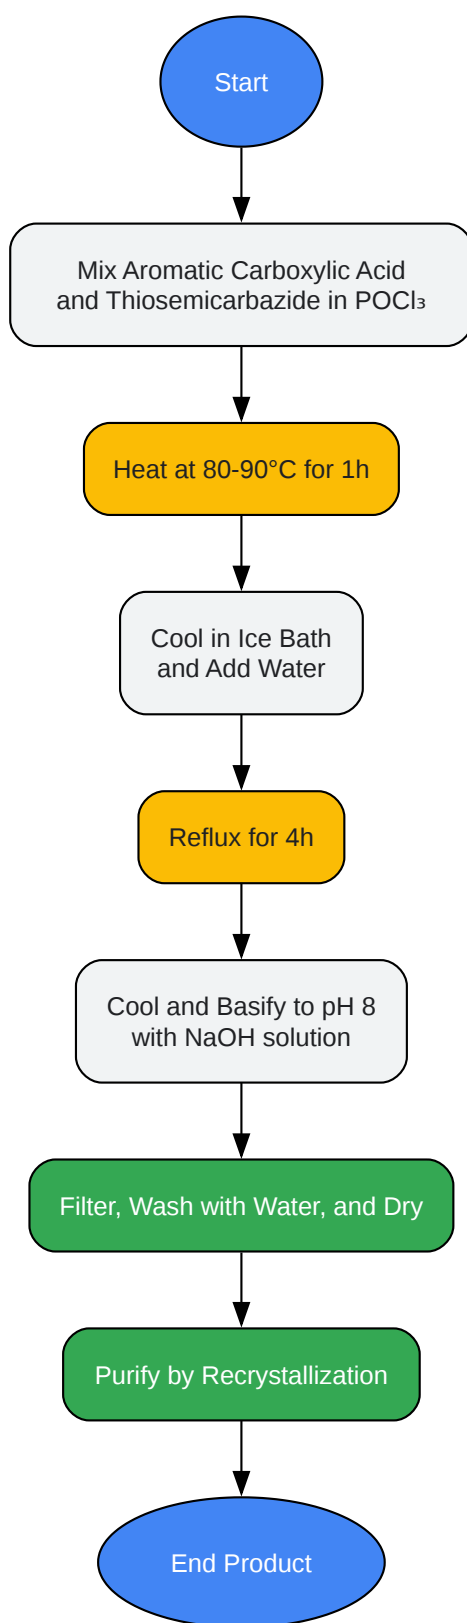 Start
Mix Aromatic Carboxylic Acid
and Thiosemicarbazide in POCl₃
Heat at 80-90°C for 1h
Cool in Ice Bath
and Add Water
Reflux for 4h
Cool and Basify to pH 8
with NaOH solution
Filter, Wash with Water, and Dry
Purify by Recrystallization
End Product